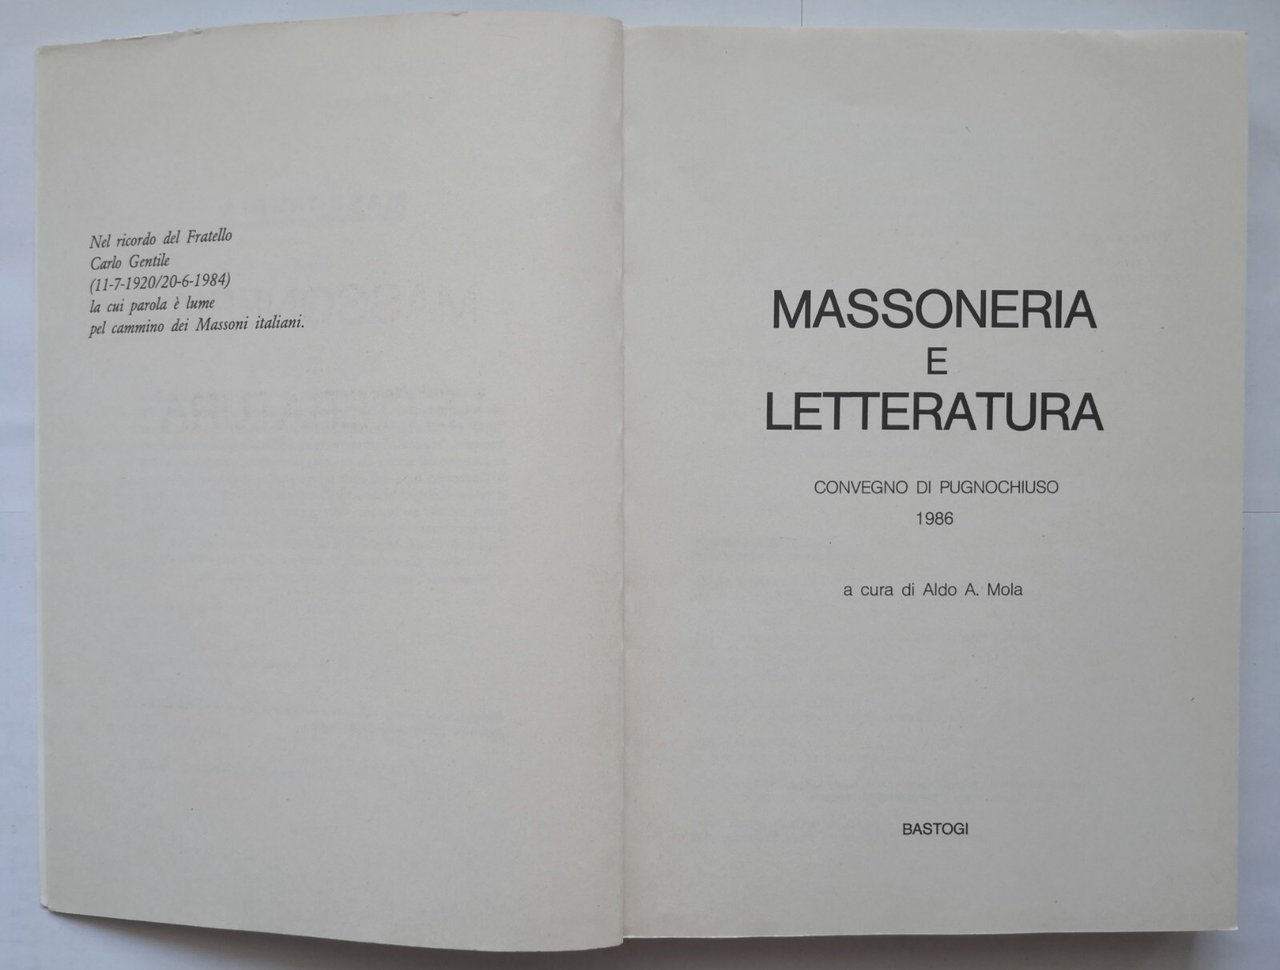 Nel ricordo del Fratello
Carlo Gentile
(11-7-1920/20-6-1984)
la cui parola è lume
pel cammino dei Massoni italiani.
MASSONERIA
E
LETTERATURA
CONVEGNO DI PUGNOCHIUSO
1986
a cura di Aldo A. Mola
BASTOGI